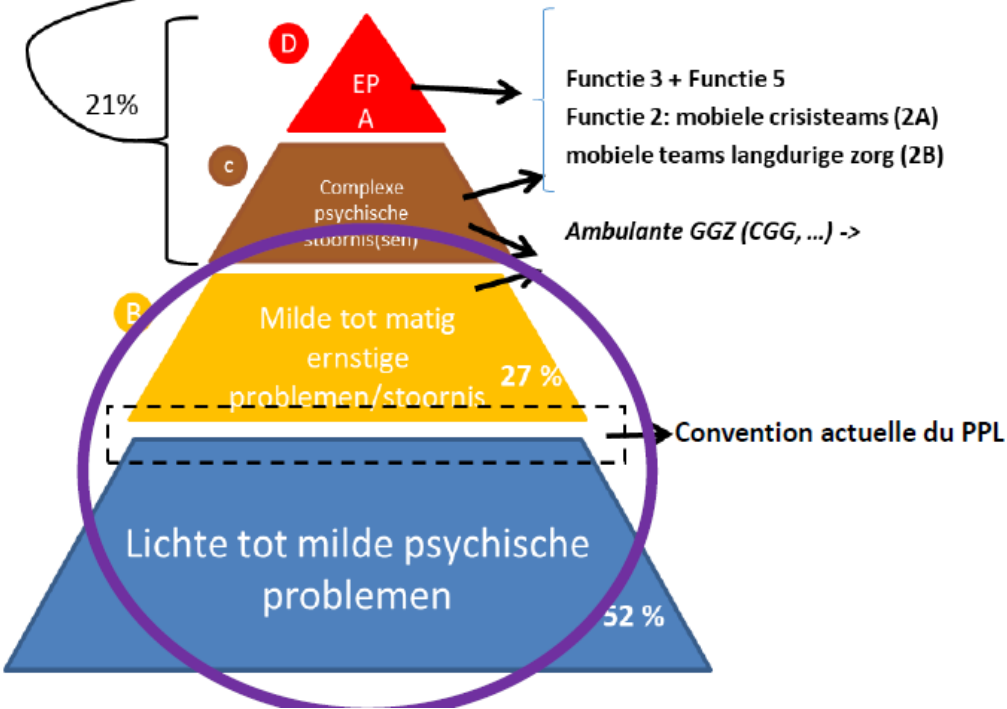 D
EP
A
21%
Functie 3 + Functie 5
Functie 2: mobiele crisisteams (2A)
mobiele teams langdurige zorg (2B)
c
Complexe
psychische
stoornis(sen)
Ambulante GGZ (CGG, ...) ->
B
Milde tot matig
ernstige
problemen/stoornis
27 %
Convention actuelle du PPL
Lichte tot milde psychische
problemen
52 %